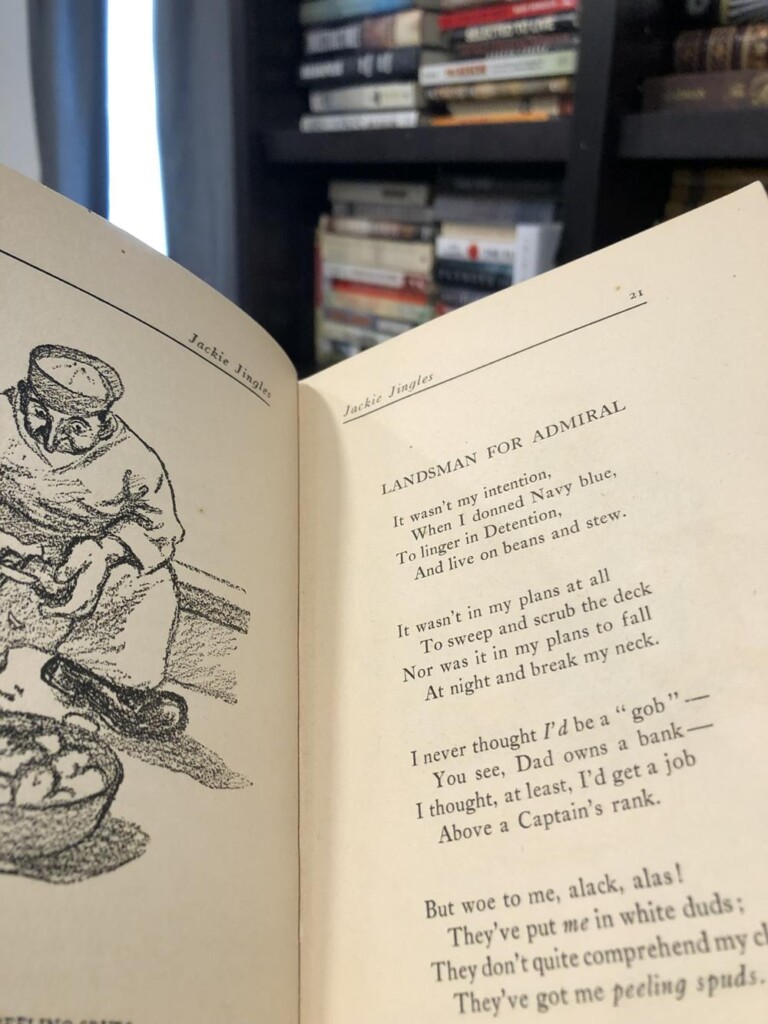 Jackie Jingles
21
Jackie Jingles
LANDSMAN FOR ADMIRAL
It wasn't my intention,
When I donned Navy blue,
To linger in Detention,
And live on beans and stew.
It wasn't in my plans at all
To sweep and scrub the deck
Nor was it in my plans to fall
At night and break my neck.
I never thought I'd be a “gob” —
You see, Dad owns a bank—
I thought, at least, I'd get a job
Above a Captain's rank.
But woe to me, alack, alas!
They've put me in white duds;
They don't quite comprehend my
They've got me peeling spuds.